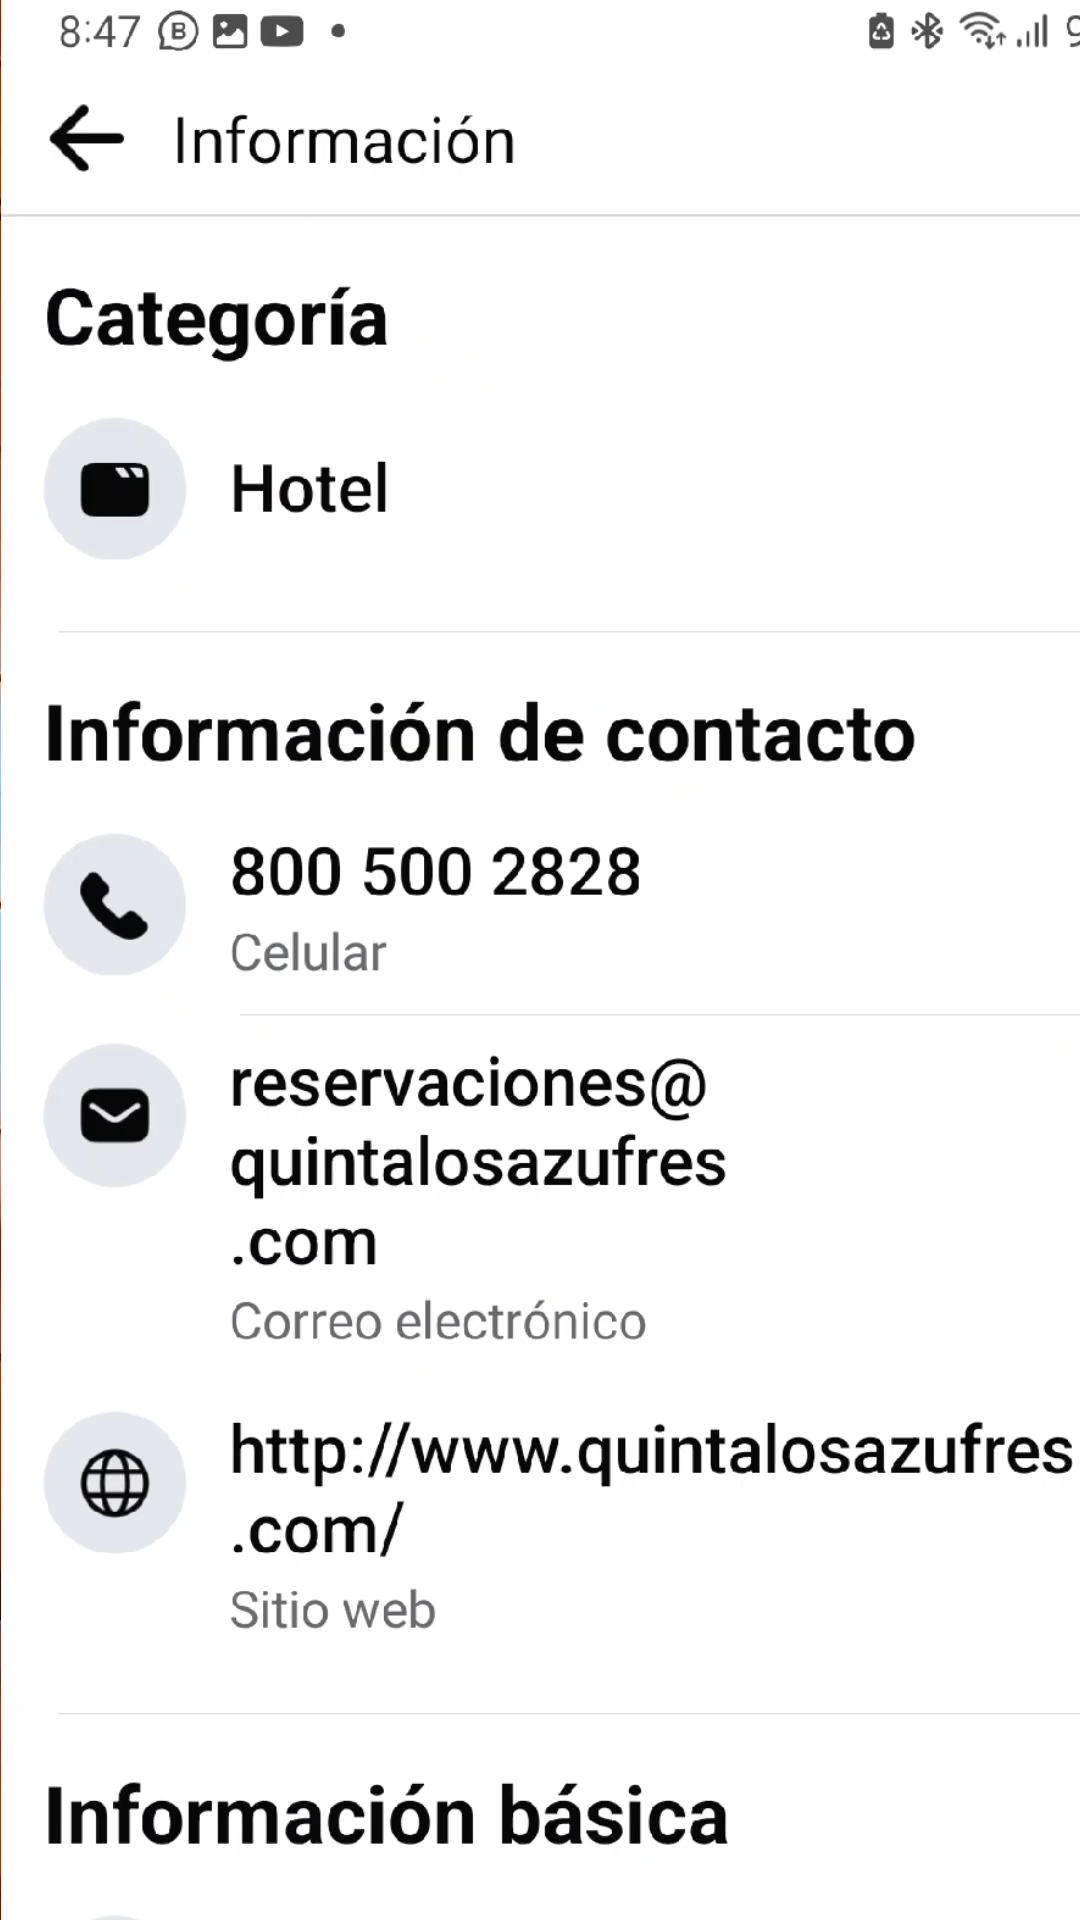 8:47
Información
Categoría
Hotel
Información de contacto
800 500 2828
Celular
reservaciones@
quintalosazufres
.com
Correo electrónico
http://www.quintalosazufres
.com/
Sitio web
Información básica